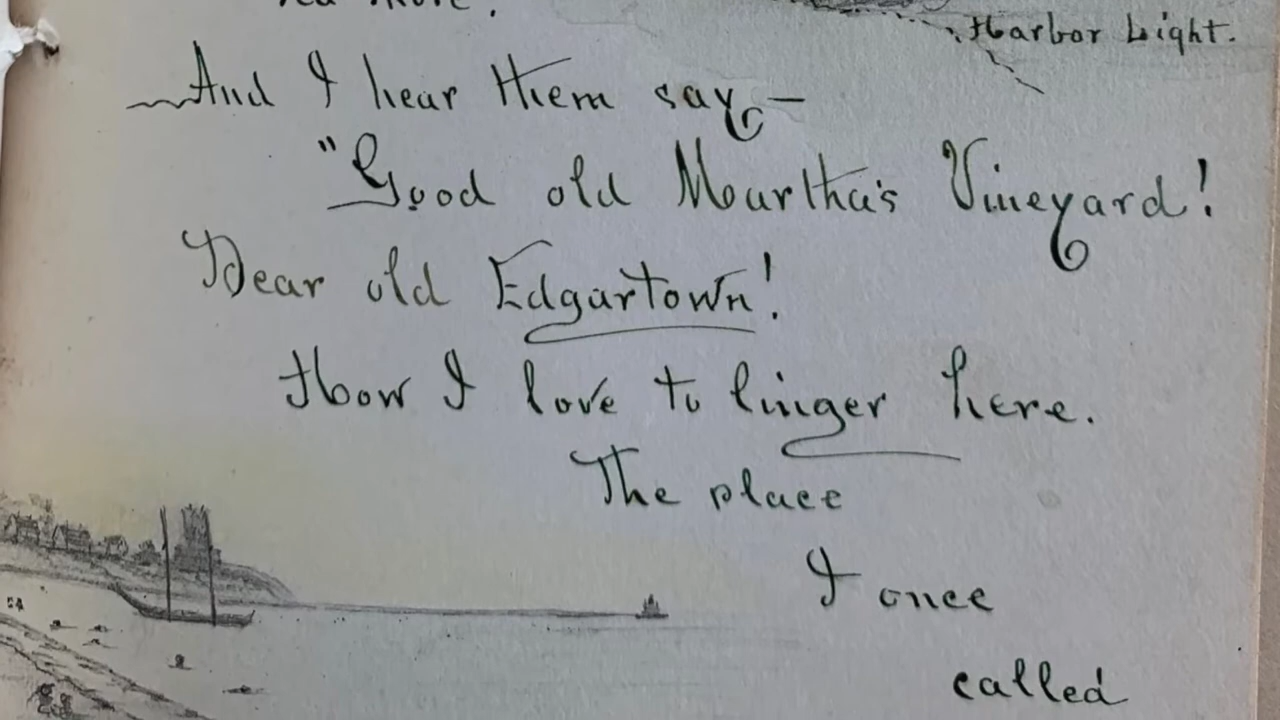 Harbor Light.
And I hear them say, —
"Good old Martha's Vineyard!
Dear old Edgartown!
How I love to linger here.
The place
I once
called